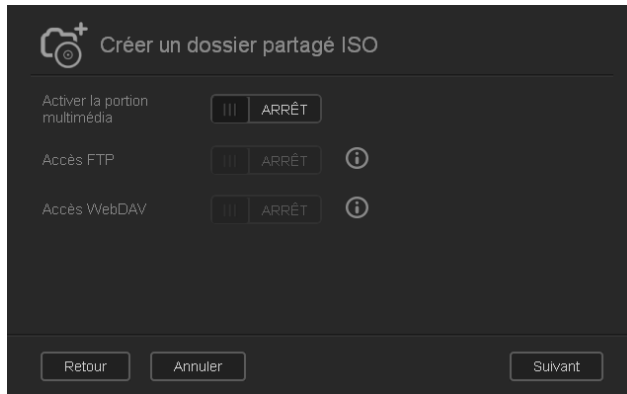 Créer un dossier partagé ISO
Activer la portion
multimédia
ARRÊT
Accès FTP
ARRÊT
Accès WebDAV
ARRÊT
Retour
Annuler
Suivant